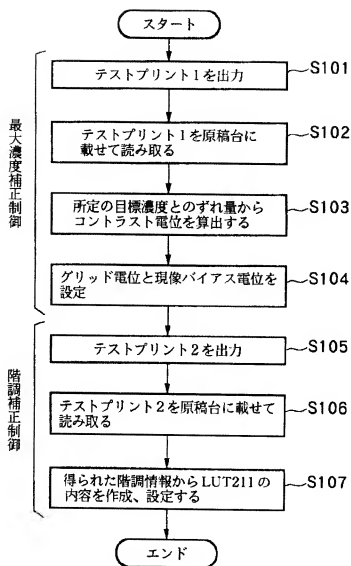 スタート
テストプリント1を出力
S101
テストプリント1を原稿台に
載せて読み取る
S102
所定の目標濃度とのずれ量から
コントラスト電位を算出する
S103
グリッド電位と現像バイアス電位を
設定
S104
最大濃度補正制御
テストプリント2を出力
S105
テストプリント2を原稿台に載せて
読み取る
S106
得られた階調情報からLUT211の
内容を作成、設定する
S107
階調補正制御
エンド